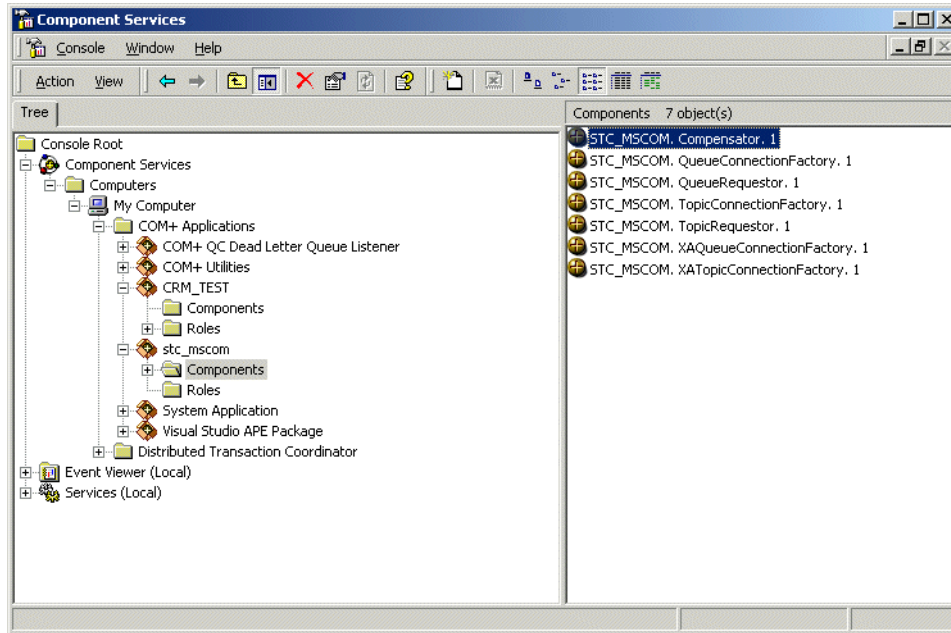 Component Services
Console Window Help
Action View
Tree
Components 7 object(s)
Console Root
Component Services
Computers
My Computer
COM+ Applications
COM+ QC Dead Letter Queue Listener
COM+ Utilities
CRM_TEST
Components
Roles
stc_mscom
Components
Roles
System Application
Visual Studio APE Package
Distributed Transaction Coordinator
Event Viewer (Local)
Services (Local)
STC_MSCOM. Compensator. 1
STC_MSCOM. QueueConnectionFactory. 1
STC_MSCOM. QueueRequestor. 1
STC_MSCOM. TopicConnectionFactory. 1
STC_MSCOM. TopicRequestor. 1
STC_MSCOM. XAQueueConnectionFactory. 1
STC_MSCOM. XATopicConnectionFactory. 1